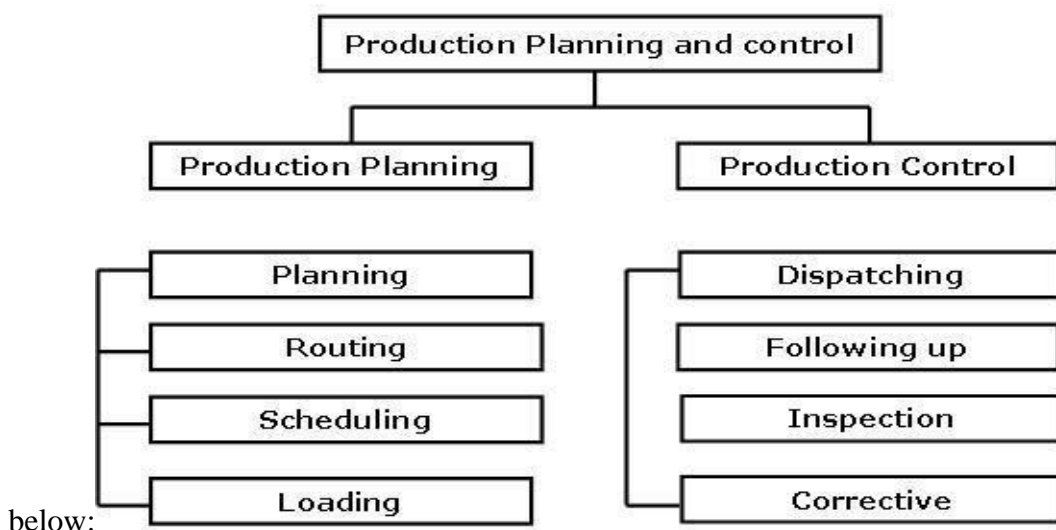 Production Planning and control
Production Planning
Production Control
Planning
Routing
Scheduling
Loading
Dispatching
Following up
Inspection
Corrective
below: